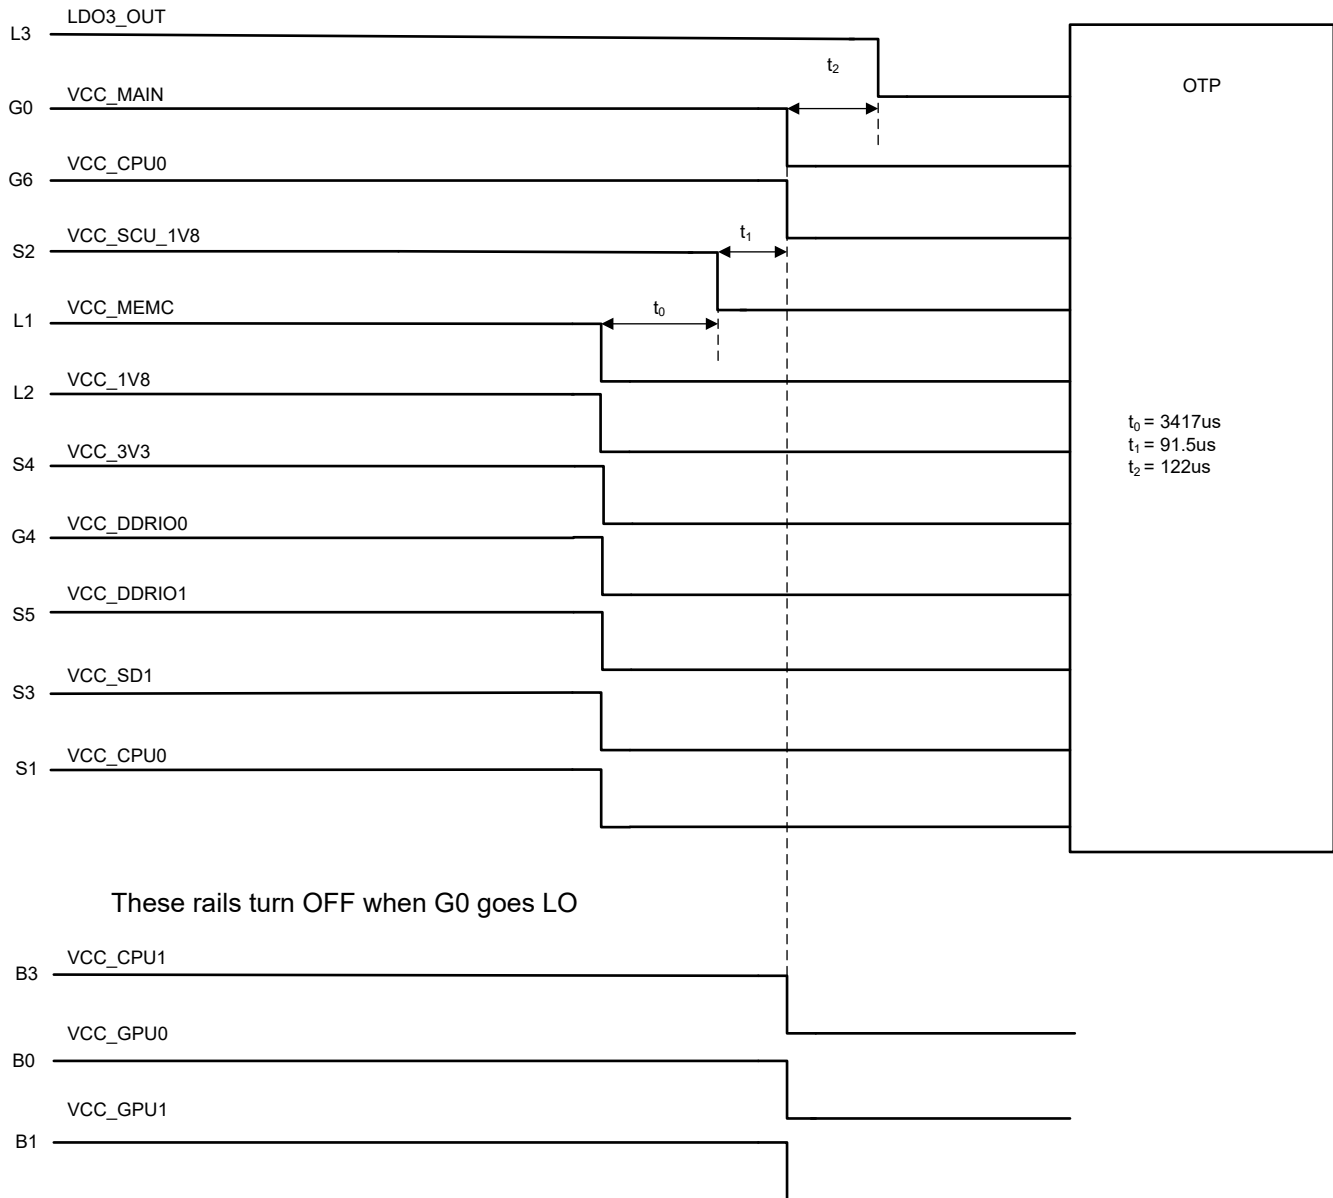 LDO3_OUT
L3
t2
OTP
VCC_MAIN
G0
VCC_CPU0
G6
VCC_SCU_1V8
t1
S2
VCC_MEMC
t0
L1
VCC_1V8
L2
t0 = 3417us
VCC_3V3
t1 = 91.5us
S4
t2 = 122us
VCC_DDRIO0
G4
VCC_DDRIO1
S5
VCC_SD1
S3
VCC_CPU0
S1
These rails turn OFF when G0 goes LO
VCC_CPU1
B3
VCC_GPU0
B0
VCC_GPU1
B1